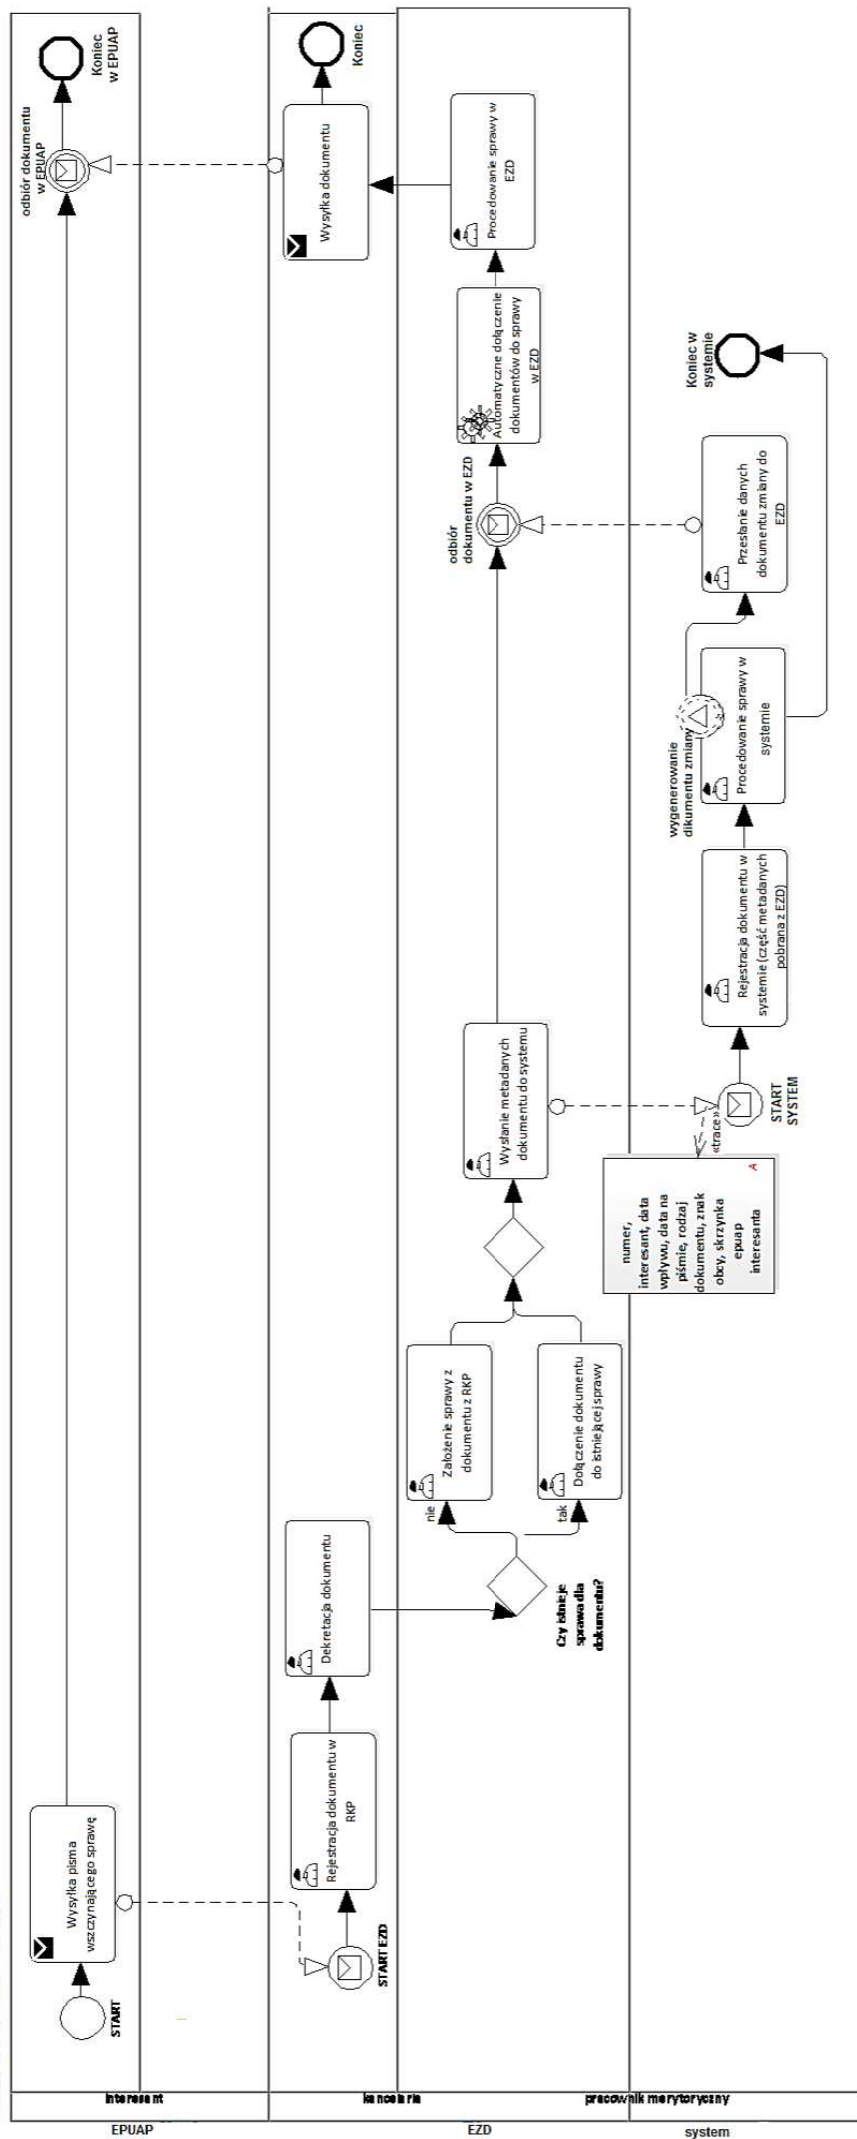 Koniec
w EPUAP
odbiór dokumentu
w EPUAP
Wysyłka pisma
wszczynającego sprawę
START
interesant
EPUAP
Koniec
Wysyłka dokumentu
Dekretacja dokumentu
Rejestracja dokumentu w
RKP
START EZD
kancelaria
Procedowanie sprawy w
EZD
Automatyczne dołączenie
dokumentów do sprawy
w EZD
odbiór
dokumentu w EZD
Wysłanie metadanych
dokumentu do systemu
Założenie sprawy z
dokumentu z RKP
nie
Dołączenie dokumentu
do istniejącej sprawy
tak
Czy istnieje
sprawa dla
dokumentu?
pracownik merytoryczny
EZD
Koniec w
systemie
Przesłanie danych
dokumentu zmiany do
EZD
wygenerowanie
dikumentu zmiany
Procedowanie sprawy w
systemie
Rejestracja dokumentu w
systemie (część metadanych
pobrana z EZD)
START
SYSTEM
«trace»
numer,
interesant, data
wpływu, data na
piśmie, rodzaj
dokumentu, znak
obcy, skrzynka
epuap
interesanta
A
system